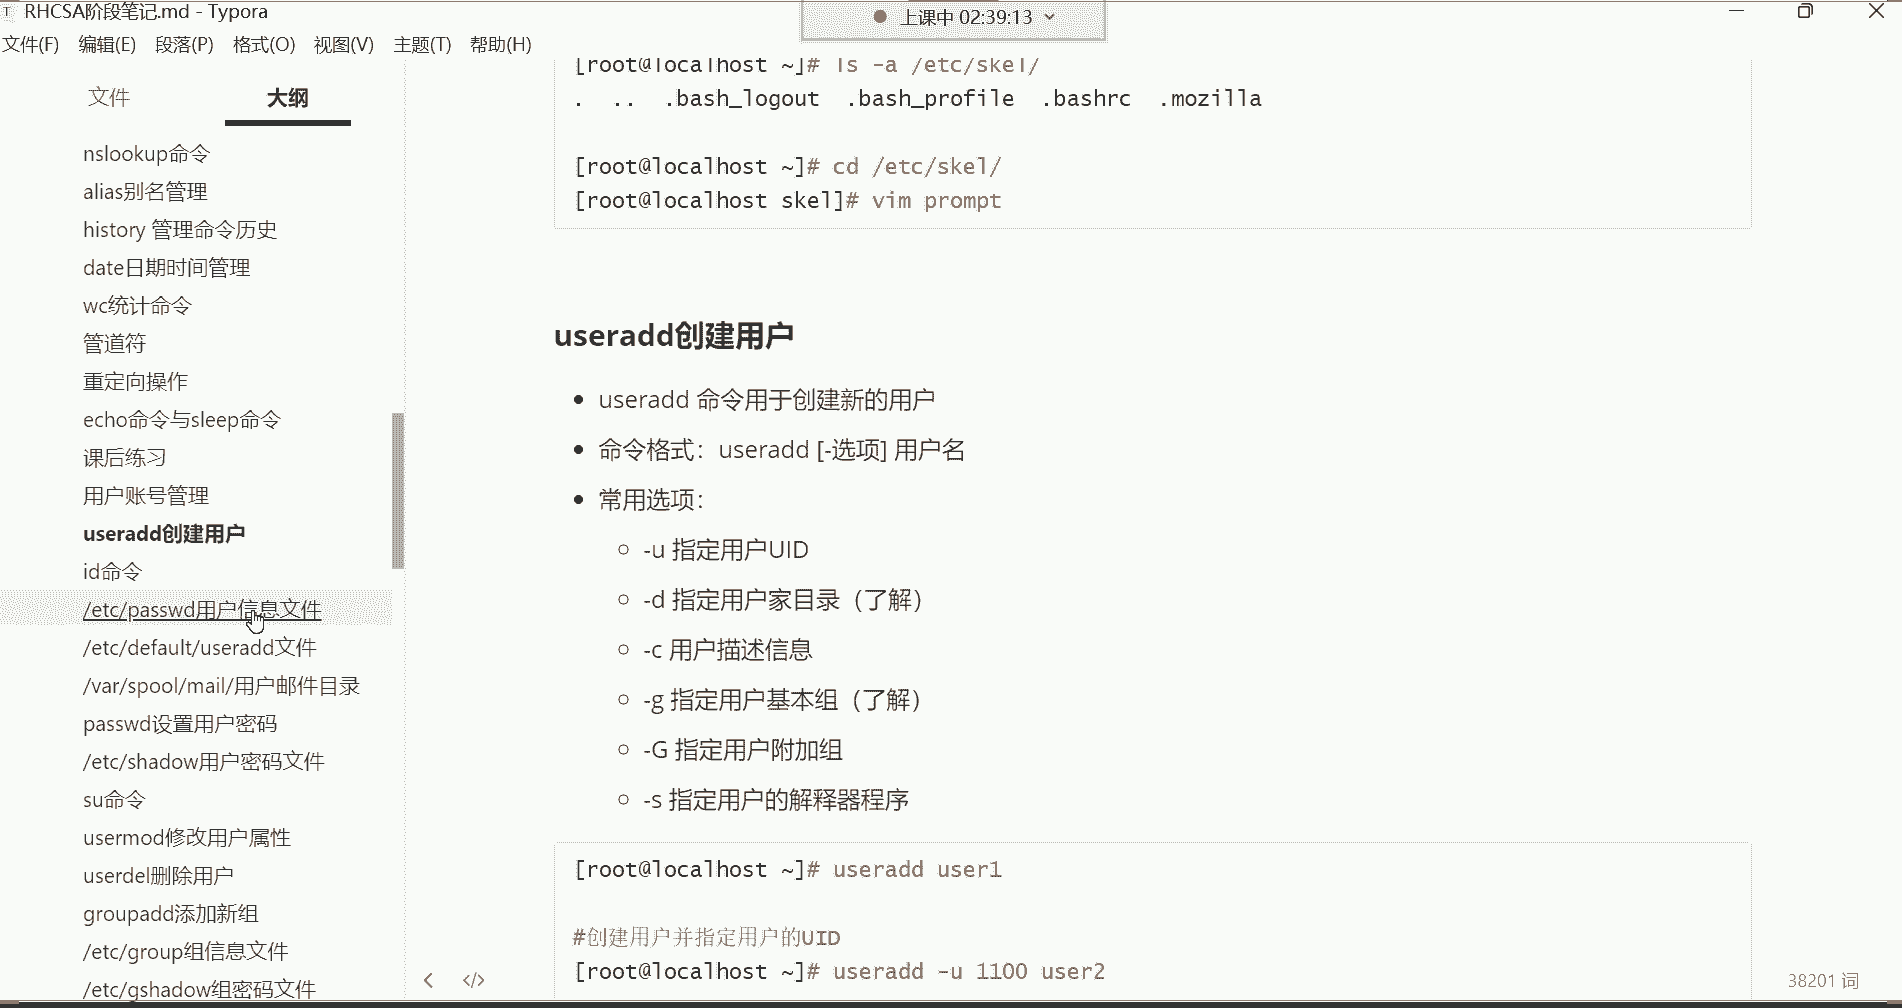 RHCSA阶段笔记.md - Typora
上课中 02:39:13
文件(F) 编辑(E) 段落(P) 格式(O) 视图(V) 主题(T) 帮助(H)
文件 大纲
nslookup命令
alias别名管理
history 管理命令历史
date日期时间管理
wc统计命令
管道符
重定向操作
echo命令与sleep命令
课后练习
用户账号管理
useradd创建用户
id命令
/etc/passwd用户信息文件
/etc/default/useradd文件
/var/spool/mail/用户邮件目录
passwd设置用户密码
/etc/shadow用户密码文件
su命令
usermod修改用户属性
userdel删除用户
groupadd添加新组
/etc/group组信息文件
/etc/gshadow组密码文件
[root@localhost ~]# ls -a /etc/skel/
. .. .bash_logout .bash_profile .bashrc .mozilla
[root@localhost ~]# cd /etc/skel/
[root@localhost skel]# vim prompt
useradd创建用户
useradd 命令用于创建新的用户
命令格式：useradd [-选项] 用户名
常用选项：
-u 指定用户UID
-d 指定用户家目录（了解）
-c 用户描述信息
-g 指定用户基本组（了解）
-G 指定用户附加组
-s 指定用户的解释器程序
[root@localhost ~]# useradd user1
#创建用户并指定用户的UID
[root@localhost ~]# useradd -u 1100 user2
38201 词